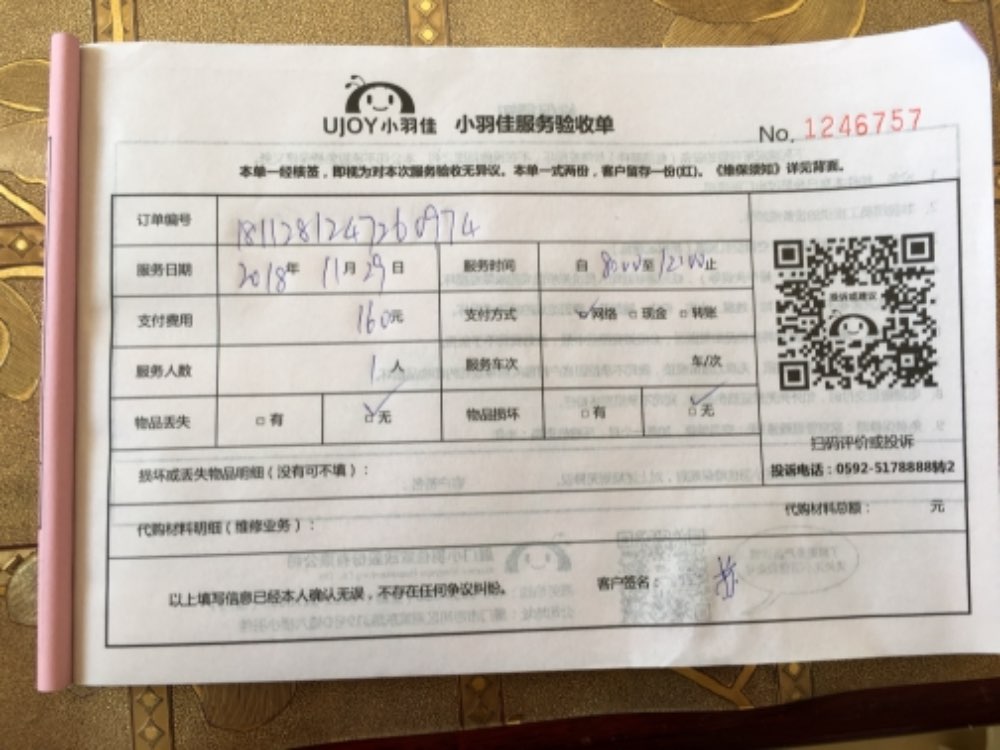 UJOY小羽佳 小羽佳服务验收单
No. 1246757
本单一经核签，即视为对本次服务验收无异议。本单一式两份，客户留存一份(红)。《维保须知》详见背面。
订单编号 1811281247260974
服务日期 2018年 11月29日 服务时间 自 8:00至12:00止
支付费用 160元 支付方式 ☑网络 □现金 □转账
投诉或建议
服务人数 1人 服务车次 车/次
物品丢失 □有 ☑无 物品损坏 □有 ☑无
扫码评价或投诉
投诉电话：0592-5178888转2
损坏或丢失物品明细（没有可不填）：
代购材料明细（维修业务）： 代购材料总额： 元
以上填写信息已经本人确认无误，不存在任何争议纠纷。 客户签名：